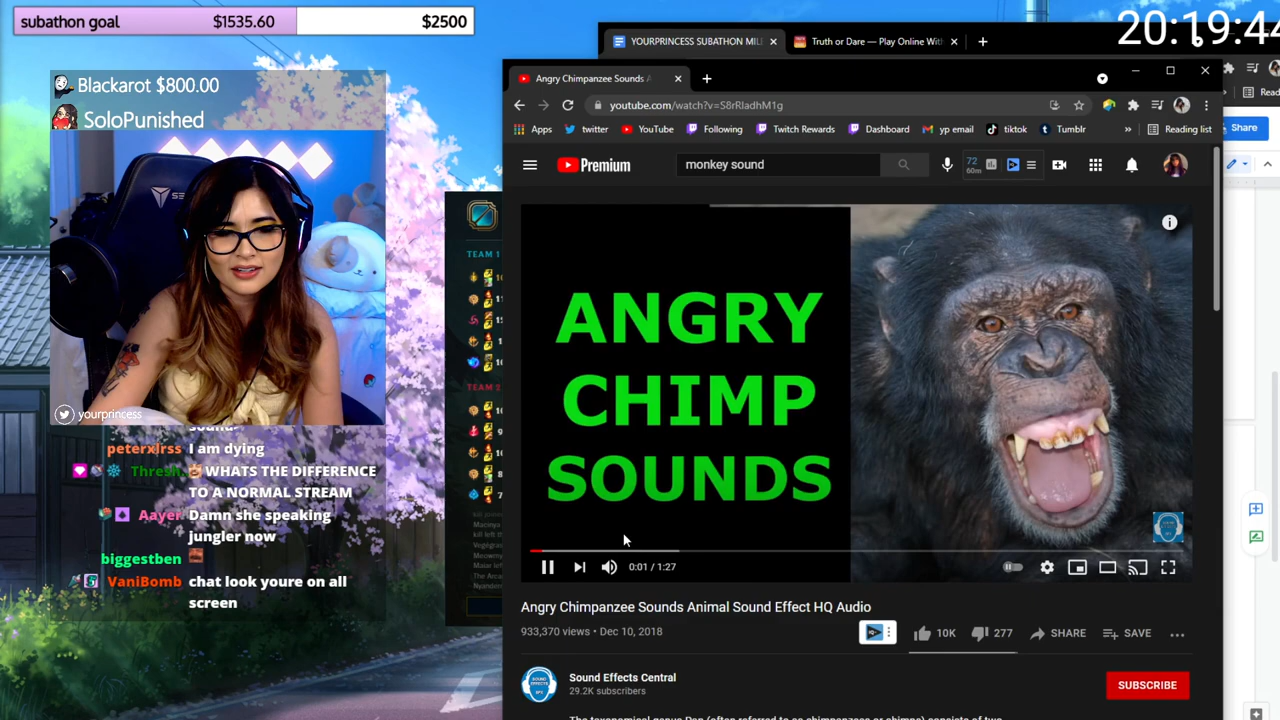 subathon goal $1535.60 $2500
20:19:44
Blackarot $800.00
SoloPunished
YOURPRINCESS SUBATHON MIL
Truth or Dare — Play Online Wit
Angry Chimpanzee Sounds A
youtube.com/watch?v=S8rRladhM1g
Apps
twitter
YouTube
Following
Twitch Rewards
Dashboard
yp email
tiktok
Tumblr
»
Reading list
Read
Share
Premium
monkey sound
72
60m
TEAM 1
ANGRY
CHIMP
SOUNDS
yourprincess
peterxirss I am dying
Thresh WHATS THE DIFFERENCE
TO A NORMAL STREAM
Aayer Damn she speaking
jungler now
biggestben
VaniBomb chat look youre on all
screen
0:01 / 1:27
Angry Chimpanzee Sounds Animal Sound Effect HQ Audio
933,370 views • Dec 10, 2018
10K
277
SHARE
SAVE
Sound Effects Central
29.2K subscribers
SUBSCRIBE